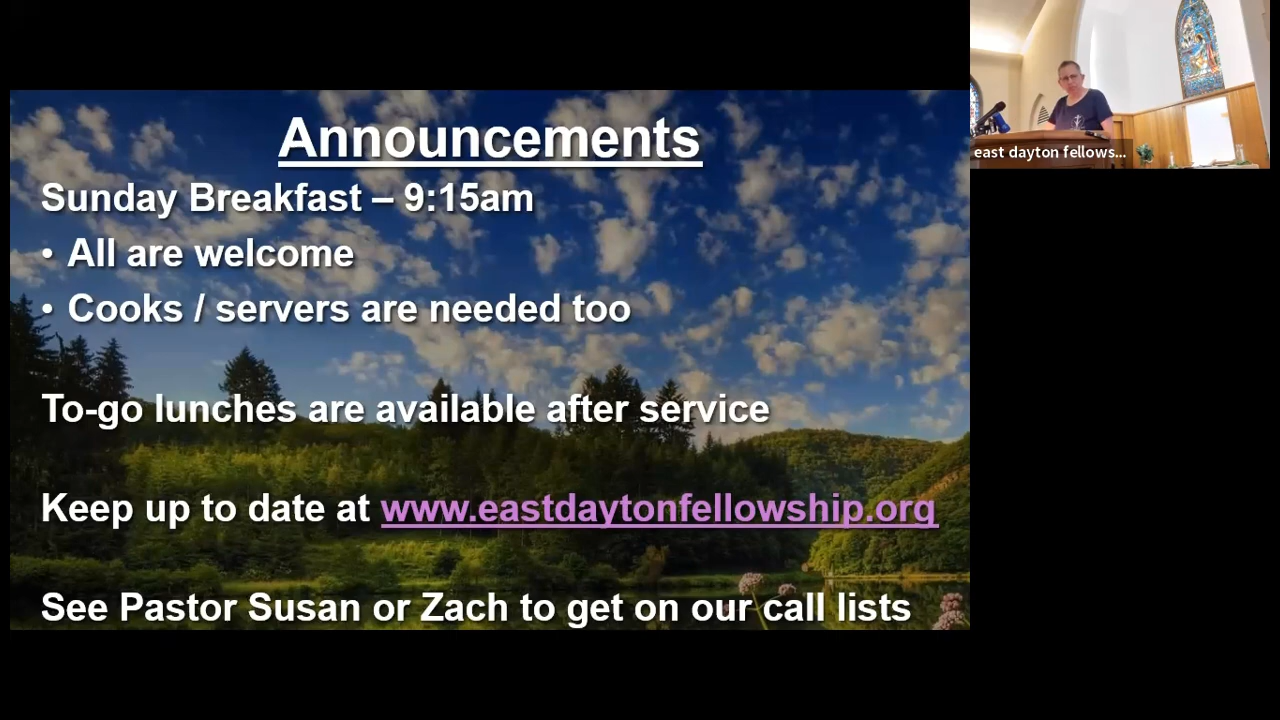 Announcements
Sunday Breakfast – 9:15am
• All are welcome
• Cooks / servers are needed too
To-go lunches are available after service
Keep up to date at www.eastdaytonfellowship.org
See Pastor Susan or Zach to get on our call lists
east dayton fellows...